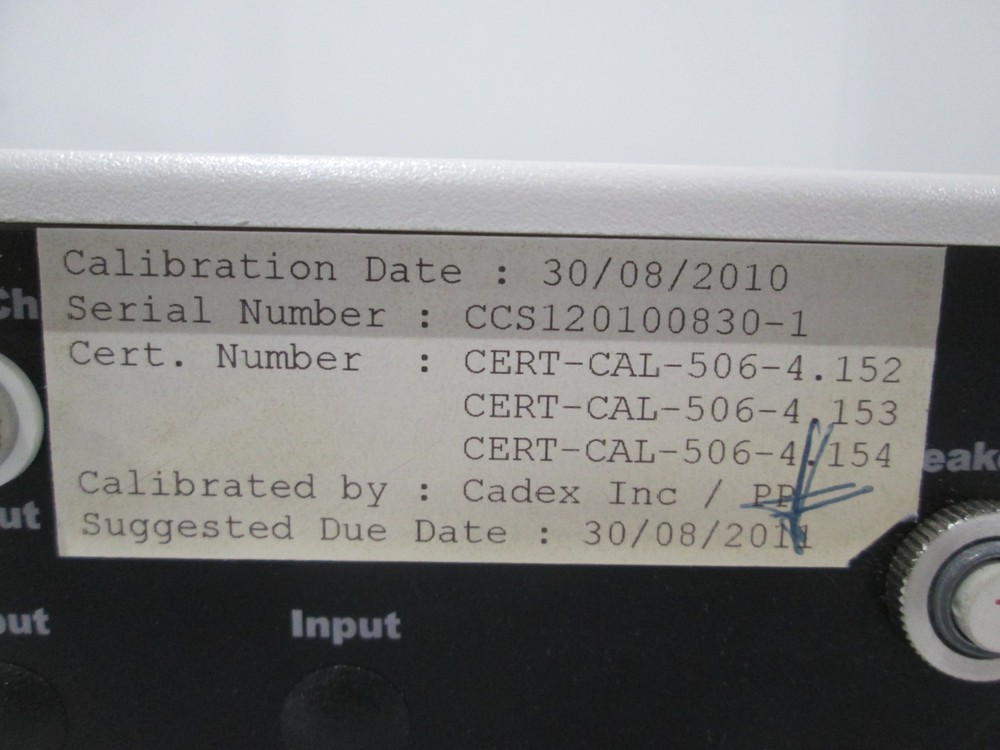 Calibration Date : 30/08/2010
Serial Number : CCS120100830-1
Cert. Number : CERT-CAL-506-4.152
CERT-CAL-506-4.153
CERT-CAL-506-4.154
Calibrated by : Cadex Inc / PP
Suggested Due Date : 30/08/2011
Input